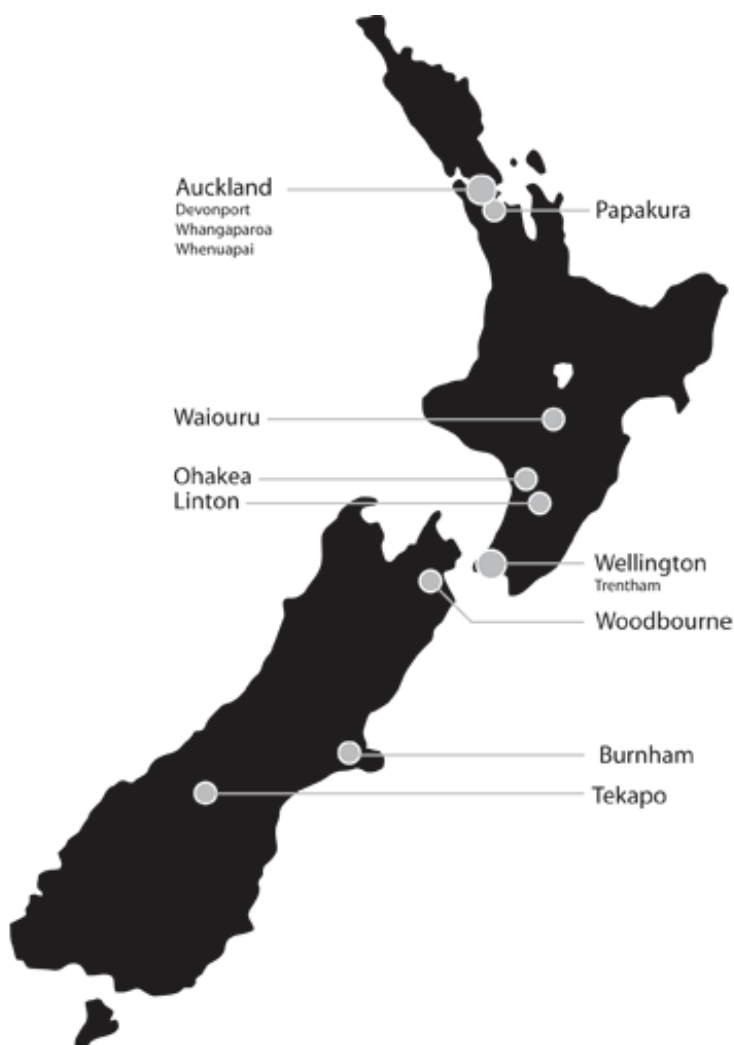 Auckland
Devonport
Whangaparoa
Whenuapai
Papakura
Waiouru
Ohakea
Linton
Wellington
Trentham
Woodbourne
Burnham
Tekapo